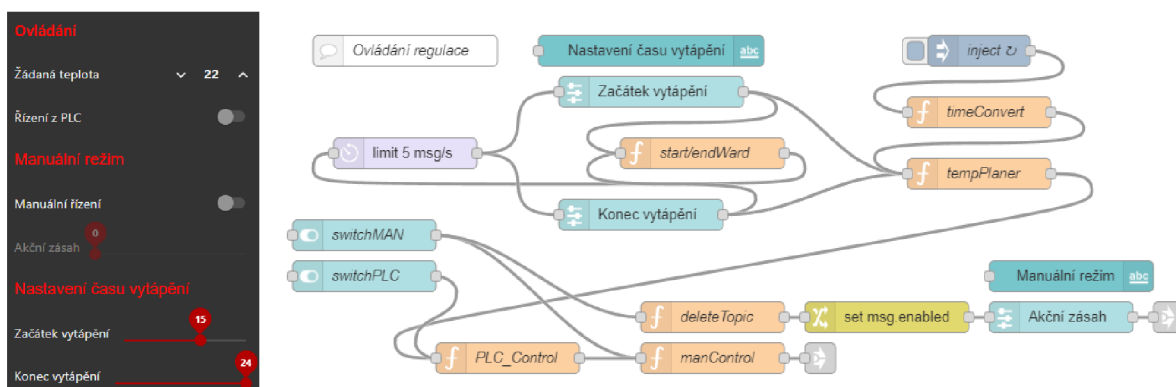 Ovládání
Žádaná teplota 22
Řízení z PLC
Manuální režim
Manuální řízení
0
Akční zásah
Nastavení času vytápění
15
Začátek vytápění
24
Konec vytápění
Ovládání regulace
Nastavení času vytápění abc
inject ↻
Začátek vytápění
timeConvert
limit 5 msg/s
start/endWard
tempPlaner
Konec vytápění
switchMAN
switchPLC
Manuální režim abc
deleteTopic
set msg.enabled
Akční zásah
PLC_Control
manControl